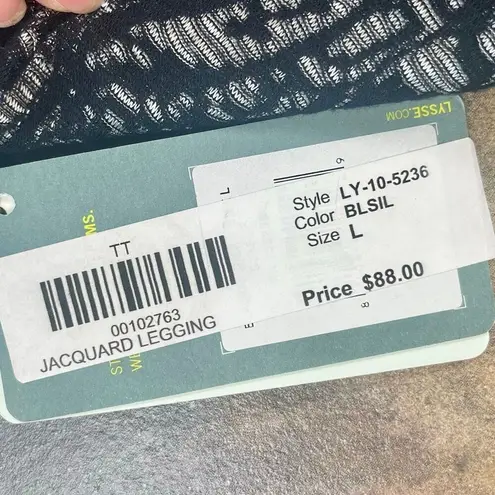 LYSSE.COM
TT
00102763
JACQUARD LEGGING
Style LY-10-5236
Color BLSIL
Size L
Price $88.00